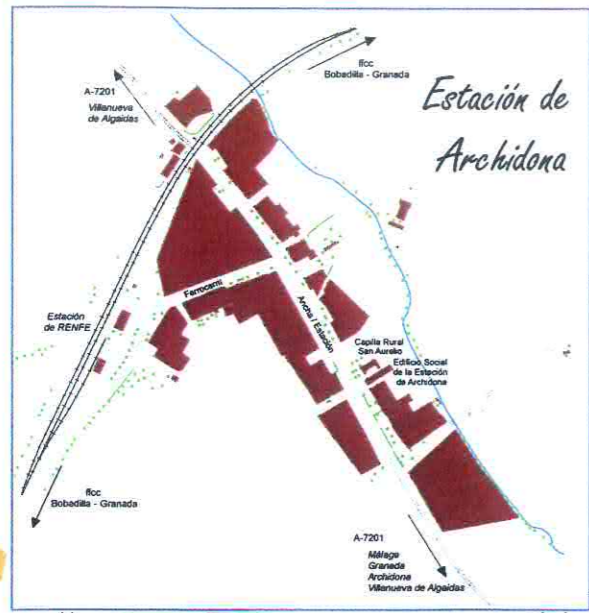 ffcc
Bobadilla - Granada
A-7201
Villanueva
de Algaidas
Estación de
Archidona
Ferrocarril
Ancha / Estación
Estación
de RENFE
Capilla Rural
San Aurelio
Edificio Social
de la Estación
de Archidona
ffcc
Bobadilla - Granada
A-7201
Málaga
Granada
Archidona
Villanueva de Algaidas